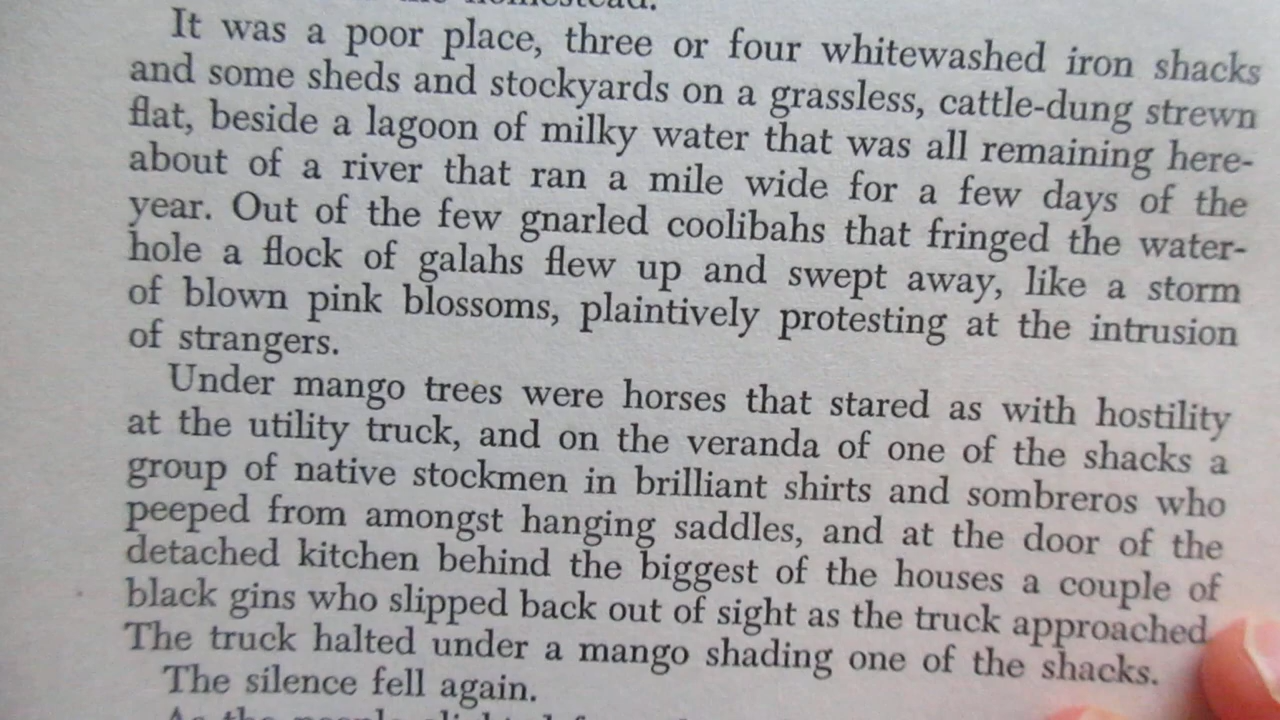 homestead.
It was a poor place, three or four whitewashed iron shacks
and some sheds and stockyards on a grassless, cattle-dung strewn
flat, beside a lagoon of milky water that was all remaining here-
about of a river that ran a mile wide for a few days of the
year. Out of the few gnarled coolibahs that fringed the water-
hole a flock of galahs flew up and swept away, like a storm
of blown pink blossoms, plaintively protesting at the intrusion
of strangers.
Under mango trees were horses that stared as with hostility
at the utility truck, and on the veranda of one of the shacks a
group of native stockmen in brilliant shirts and sombreros who
peeped from amongst hanging saddles, and at the door of the
detached kitchen behind the biggest of the houses a couple of
black gins who slipped back out of sight as the truck approached
The truck halted under a mango shading one of the shacks.
The silence fell again.
As the people